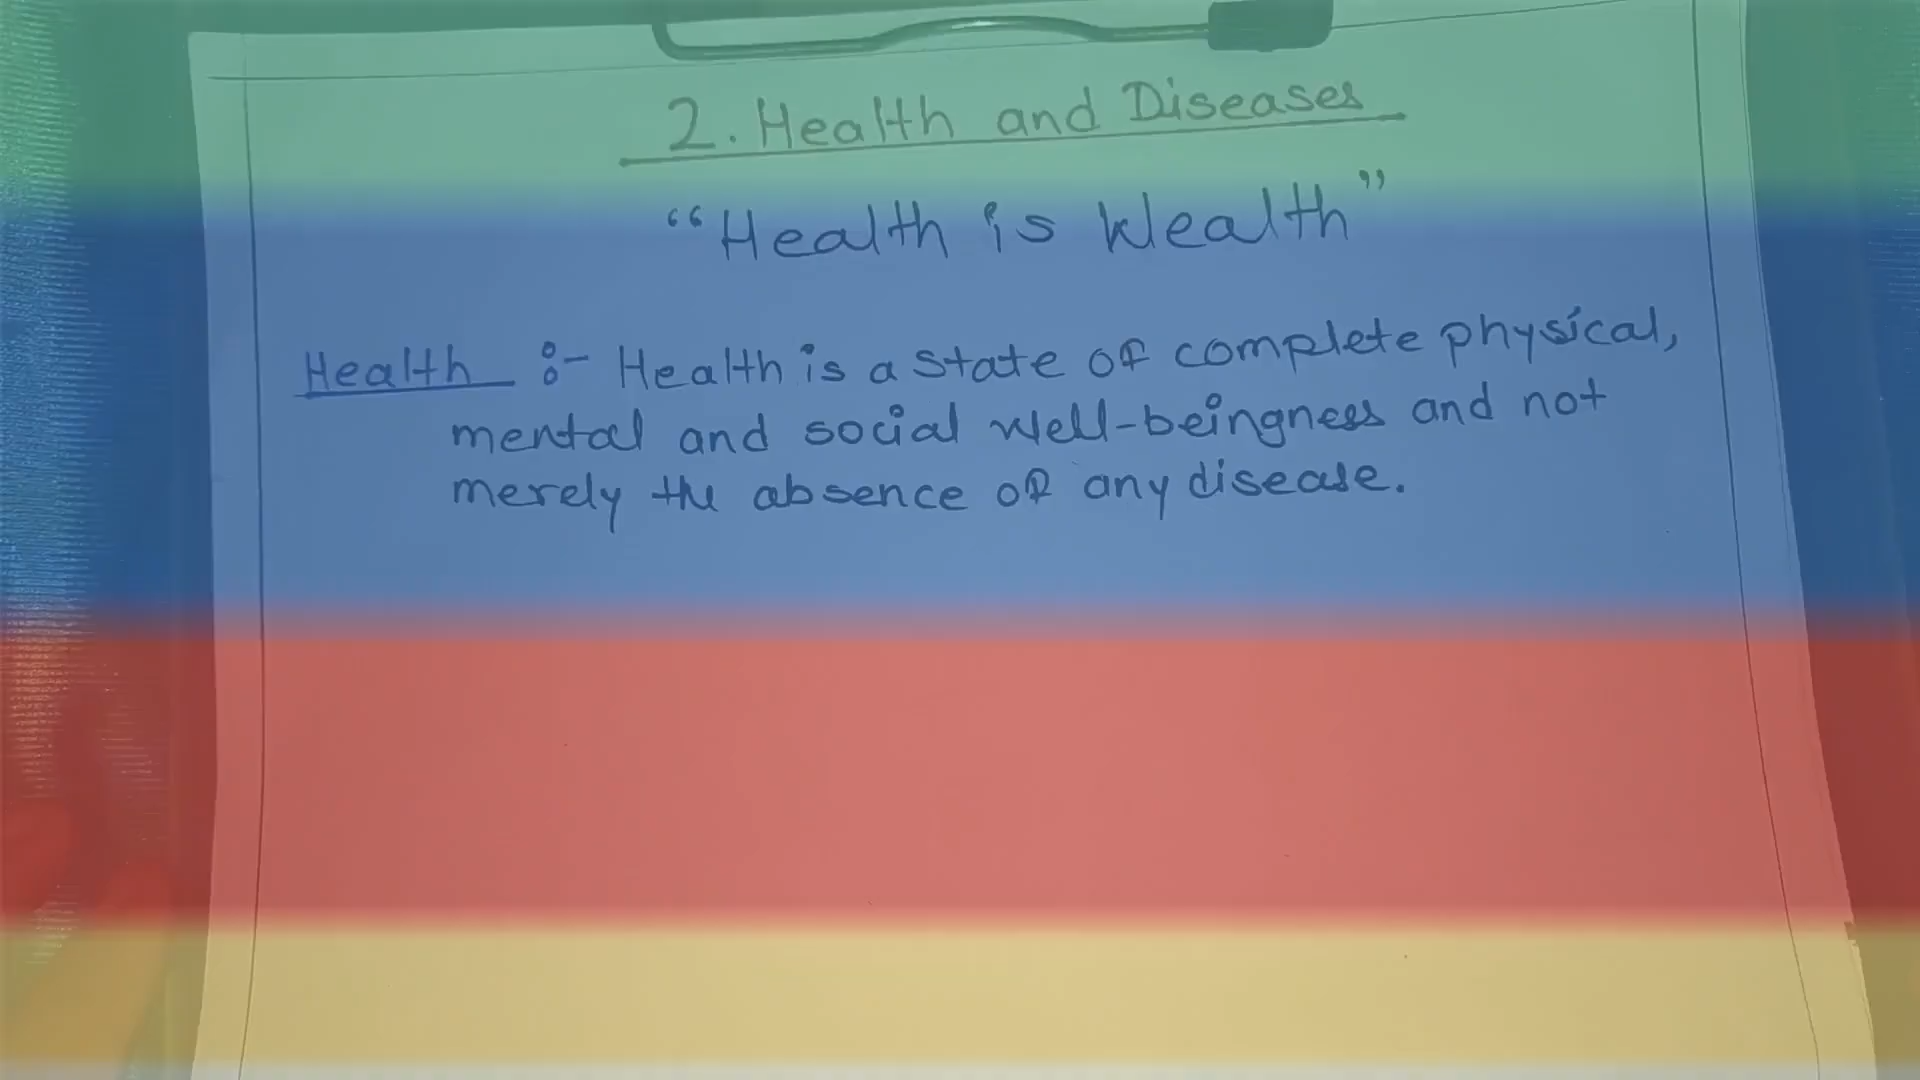 2. Health and Diseases
“Health is Wealth”
Health :- Health is a state of complete physical,
mental and social well-beingness and not
merely the absence of any disease.